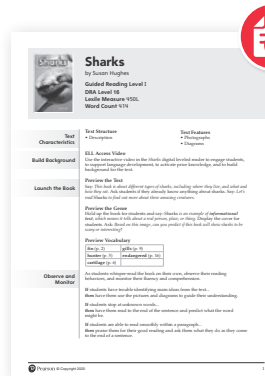 Sharks
Sharks
by Susan Hughes
Guided Reading Level I
DRA Level 16
Lexile Measure 450L
Word Count 414
Text Characteristics
Text Structure
• Description
Text Features
• Photographs
• Diagrams
Build Background
ELL Access Video
Use the interactive video in the Sharks digital leveled reader to engage students,
to support language development, to activate prior knowledge, and to build
background for the text.
Launch the Book
Preview the Text
Say: This book is about different types of sharks, including where they live, and what and
how they eat. Ask students if they already know anything about sharks. Say: Let's
read Sharks to find out more about these amazing creatures.
Preview the Genre
Hold up the book for students and say: Sharks is an example of informational
text, which means it tells about a real person, place, or thing. Display the cover for
students. Ask: Based on this image, can you predict if this book will show sharks to be
scary or interesting?
Preview Vocabulary
fin (p. 2) gills (p. 9)
hunter (p. 5) endangered (p. 16)
cartilage (p. 6)
Observe and Monitor
As students whisper-read the book on their own, observe their reading
behaviors, and monitor their fluency and comprehension.
If students have trouble identifying main ideas from the text...
then have them use the pictures and diagrams to guide their understanding.
If students stop at unknown words...
then have them read to the end of the sentence and predict what the word
might be.
If students are able to read smoothly within a paragraph...
then praise them for their good reading and ask them what they do as they come
to the end of a sentence.
Pearson © Copyright 2020
1